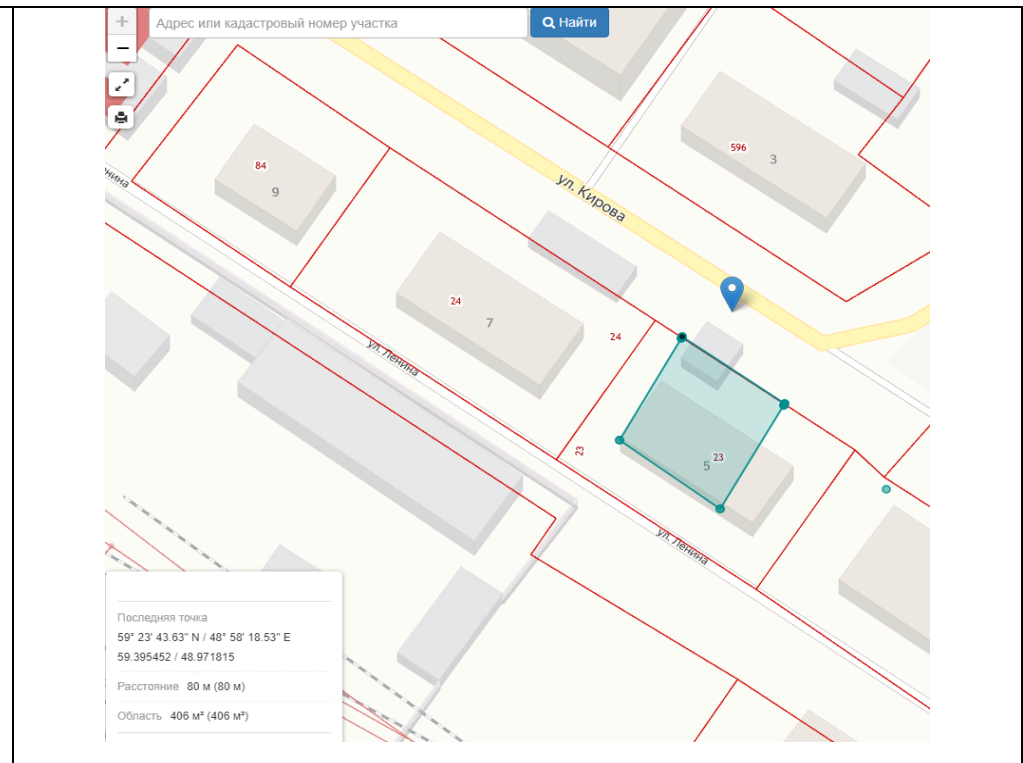 +
Адрес или кадастровый номер участка
Найти
−
596
3
84
9
нина
ул. Кирова
24
7
24
ул. Ленина
23
23
5
ул. Ленина
Последняя точка
59° 23' 43.63" N / 48° 58' 18.53" E
59.395452 / 48.971815
Расстояние 80 м (80 м)
Область 406 м² (406 м²)